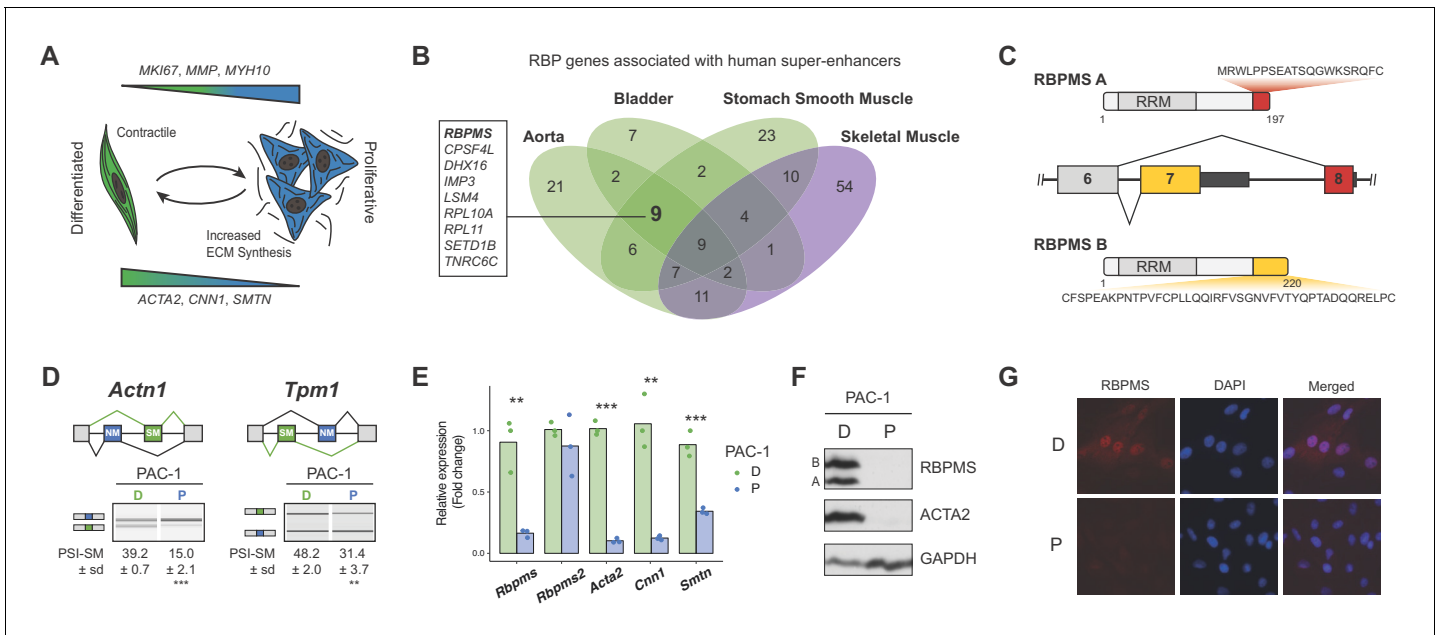 A
MKI67, MMP, MYH10
Contractile
Differentiated
Proliferative
Increased
ECM Synthesis
ACTA2, CNN1, SMTN
B
RBP genes associated with human super-enhancers
Bladder
Stomach Smooth Muscle
Aorta
Skeletal Muscle
RBPMS
CPSF4L
DHX16
IMP3
LSM4
RPL10A
RPL11
SETD1B
TNRC6C
7
23
21
2
2
10
54
9
4
6
9
1
7
2
11
C
MRWLPPSEATSQGWKSRQFC
RBPMS A
RRM
1
197
6
7
8
RBPMS B
RRM
1
220
CFSPEAKPNTPVFCPLLQQIRFVSGNVFVTYQPTADQQRELPC
D
Actn1
Tpm1
NM
SM
SM
NM
PAC-1
PAC-1
D
P
D
P
PSI-SM
39.2
15.0
± sd
± 0.7
± 2.1
***
PSI-SM
48.2
31.4
± sd
± 2.0
± 3.7
**
E
Relative expression
(Fold change)
1.0
0.5
0.0
**
***
**
***
PAC-1
D
P
Rbpms
Rbpms2
Acta2
Cnn1
Smtn
F
PAC-1
D P
B
A
RBPMS
ACTA2
GAPDH
G
RBPMS
DAPI
Merged
D
P